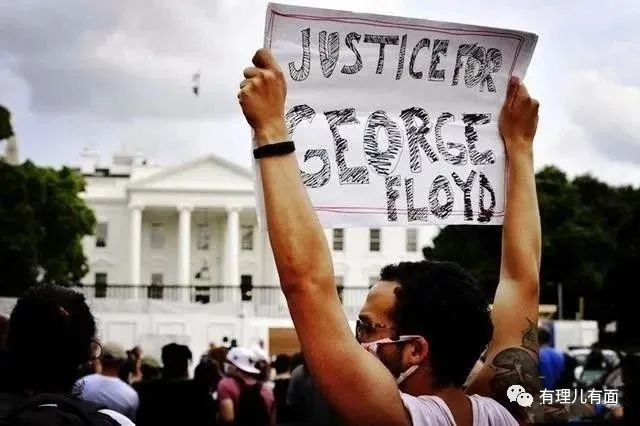 JUSTICE FOR
GEORGE
FLOYD
有理儿有面